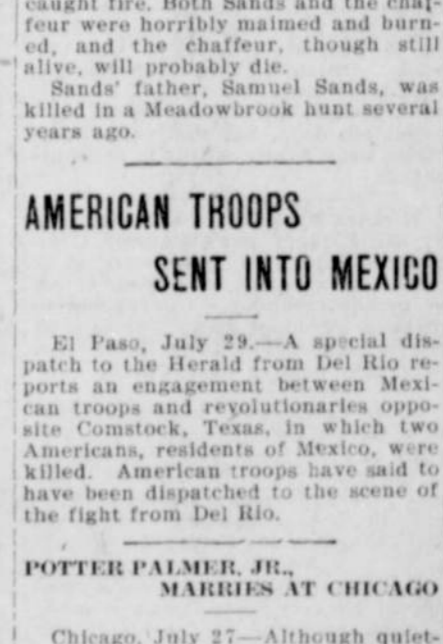 caught fire. Both Sands and the chaf-
feur were horribly maimed and burn-
ed, and the chaffeur, though still
alive, will probably die.
Sands' father, Samuel Sands, was
killed in a Meadowbrook hunt several
years ago.
AMERICAN TROOPS
SENT INTO MEXICO
El Paso, July 29.—A special dis-
patch to the Herald from Del Rio re-
ports an engagement between Mexi-
can troops and revolutionaries oppo-
site Comstock, Texas, in which two
Americans, residents of Mexico, were
killed. American troops have said to
have been dispatched to the scene of
the fight from Del Rio.
POTTER PALMER, JR.,
MARRIES AT CHICAGO
Chicago, July 27—Although quiet-